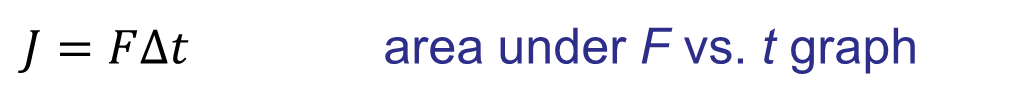 J = FΔt area under F vs. t graph